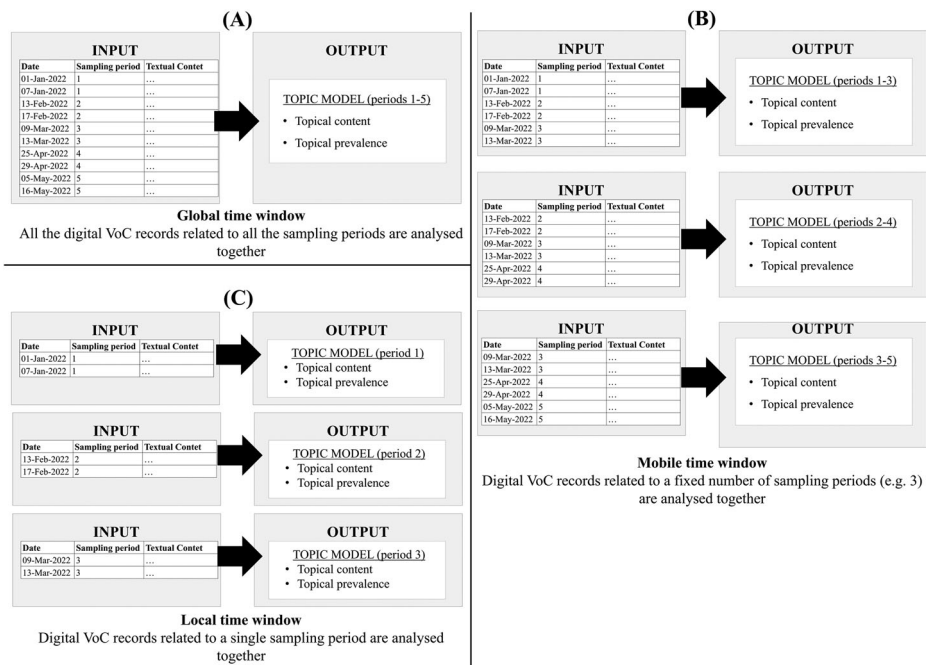 (A)
INPUT
Date Sampling period Textual Contet
01-Jan-2022 1 ...
07-Jan-2022 1 ...
13-Feb-2022 2 ...
17-Feb-2022 2 ...
09-Mar-2022 3 ...
13-Mar-2022 3 ...
25-Apr-2022 4 ...
29-Apr-2022 4 ...
05-May-2022 5 ...
16-May-2022 5 ...
OUTPUT
TOPIC MODEL (periods 1-5)
• Topical content
• Topical prevalence
Global time window
All the digital VoC records related to all the sampling periods are analysed
together
(B)
INPUT
Date Sampling period Textual Contet
01-Jan-2022 1 ...
07-Jan-2022 1 ...
13-Feb-2022 2 ...
17-Feb-2022 2 ...
09-Mar-2022 3 ...
13-Mar-2022 3 ...
OUTPUT
TOPIC MODEL (periods 1-3)
• Topical content
• Topical prevalence
INPUT
Date Sampling period Textual Contet
13-Feb-2022 2 ...
17-Feb-2022 2 ...
09-Mar-2022 3 ...
13-Mar-2022 3 ...
25-Apr-2022 4 ...
29-Apr-2022 4 ...
OUTPUT
TOPIC MODEL (periods 2-4)
• Topical content
• Topical prevalence
INPUT
Date Sampling period Textual Contet
09-Mar-2022 3 ...
13-Mar-2022 3 ...
25-Apr-2022 4 ...
29-Apr-2022 4 ...
05-May-2022 5 ...
16-May-2022 5 ...
OUTPUT
TOPIC MODEL (periods 3-5)
• Topical content
• Topical prevalence
Mobile time window
Digital VoC records related to a fixed number of sampling periods (e.g. 3)
are analysed together
(C)
INPUT
Date Sampling period Textual Contet
01-Jan-2022 1 ...
07-Jan-2022 1 ...
OUTPUT
TOPIC MODEL (period 1)
• Topical content
• Topical prevalence
INPUT
Date Sampling period Textual Contet
13-Feb-2022 2 ...
17-Feb-2022 2 ...
OUTPUT
TOPIC MODEL (period 2)
• Topical content
• Topical prevalence
INPUT
Date Sampling period Textual Contet
09-Mar-2022 3 ...
13-Mar-2022 3 ...
OUTPUT
TOPIC MODEL (period 3)
• Topical content
• Topical prevalence
Local time window
Digital VoC records related to a single sampling period are analysed
together